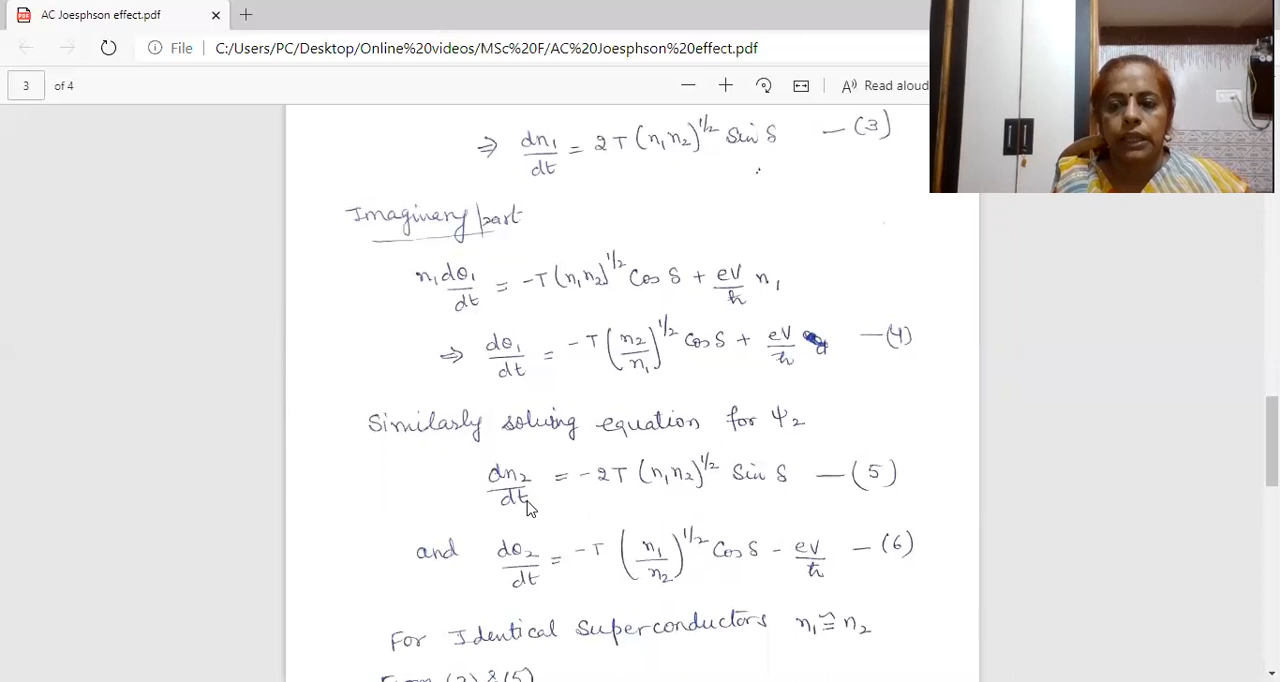 AC Joesphson effect.pdf
File C:/Users/PC/Desktop/Online%20videos/MSc%20F/AC%20Joesphson%20effect.pdf
3 of 4 Read aloud
⇒ dn₁/dt = 2T (n₁n₂)^1/2 Sin δ — (3)
Imaginary part
n₁dθ₁/dt = -T(n₁n₂)^1/2 Cos δ + eV/ħ n₁
⇒ dθ₁/dt = -T (n₂/n₁)^1/2 Cos δ + eV/ħ — (4)
Similarly solving equation for ψ₂
dn₂/dt = -2T (n₁n₂)^1/2 Sin δ — (5)
and dθ₂/dt = -T (n₁/n₂)^1/2 Cos δ - eV/ħ — (6)
For Identical Superconductors n₁ ≅ n₂